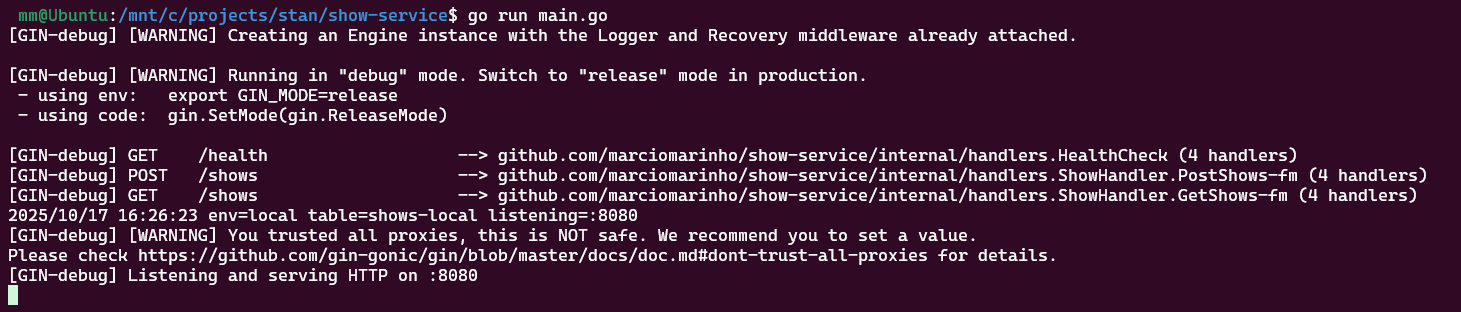 mm@Ubuntu:/mnt/c/projects/stan/show-service$ go run main.go
[GIN-debug] [WARNING] Creating an Engine instance with the Logger and Recovery middleware already attached.
[GIN-debug] [WARNING] Running in "debug" mode. Switch to "release" mode in production.
 - using env:   export GIN_MODE=release
 - using code:  gin.SetMode(gin.ReleaseMode)
[GIN-debug] GET    /health                   --> github.com/marciomarinho/show-service/internal/handlers.HealthCheck (4 handlers)
[GIN-debug] POST   /shows                    --> github.com/marciomarinho/show-service/internal/handlers.ShowHandler.PostShows-fm (4 handlers)
[GIN-debug] GET    /shows                    --> github.com/marciomarinho/show-service/internal/handlers.ShowHandler.GetShows-fm (4 handlers)
2025/10/17 16:26:23 env=local table=shows-local listening=:8080
[GIN-debug] [WARNING] You trusted all proxies, this is NOT safe. We recommend you to set a value.
Please check https://github.com/gin-gonic/gin/blob/master/docs/doc.md#dont-trust-all-proxies for details.
[GIN-debug] Listening and serving HTTP on :8080